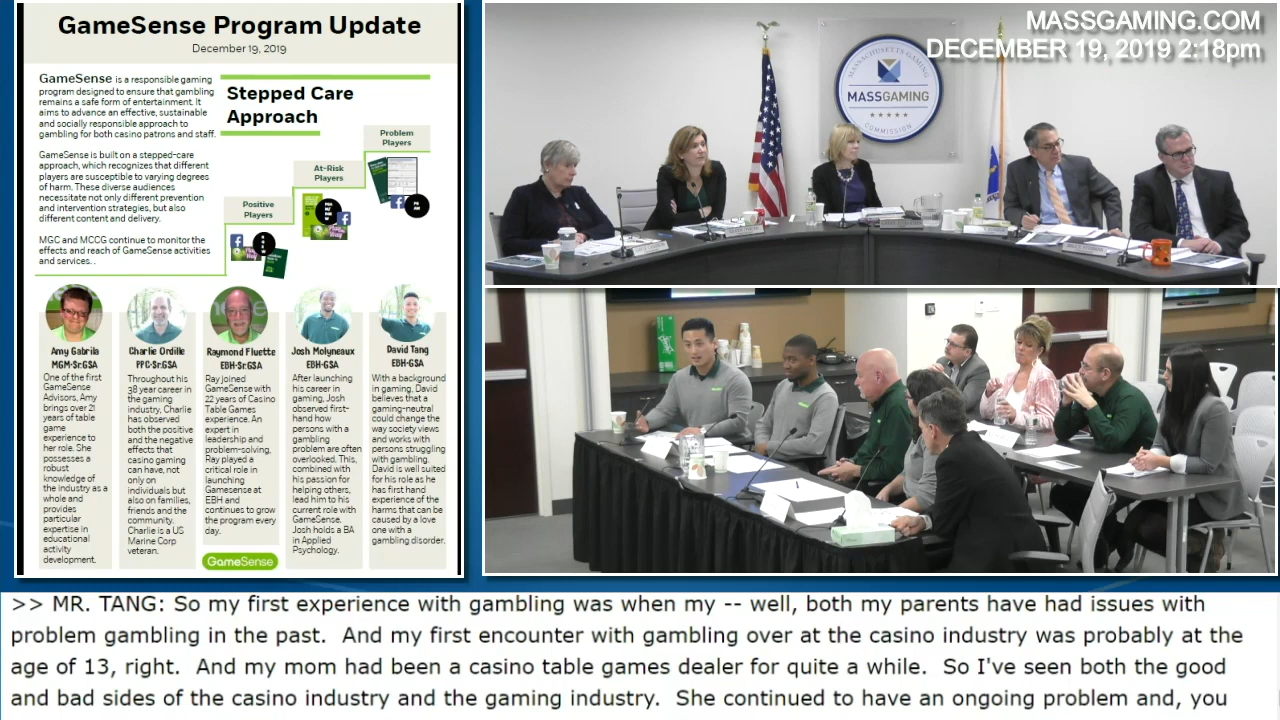 GameSense Program Update
December 19, 2019
GameSense is a responsible gaming
program designed to ensure that gambling
remains a safe form of entertainment. It
aims to advance an effective, sustainable
and socially responsible approach to
gambling for both casino patrons and staff.
GameSense is built on a stepped-care
approach, which recognizes that different
players are susceptible to varying degrees
of harm. These diverse audiences
necessitate not only different prevention
and intervention strategies, but also
different content and delivery.
MGC and MCCG continue to monitor the
effects and reach of GameSense activities
and services. .
Stepped Care
Approach
Problem
Players
At-Risk
Players
Positive
Players
Amy Gabrila
MGM-Sr.GSA
One of the first
GameSense
Advisors, Amy
brings over 21
years of table
game
experience to
her role. She
possesses a
robust
knowledge of
the industry as a
whole and
provides
particular
expertise in
educational
activity
development.
Charlie Ordille
PPC-Sr.GSA
Throughout his
38 year career in
the gaming
industry, Charlie
has observed
both the positive
and the negative
effects that
casino gaming
can have, not
only on
individuals but
also on families,
friends and the
community.
Charlie is a US
Marine Corp
veteran.
Raymond Fluette
EBH-Sr.GSA
Ray joined
GameSense with
22 years of Casino
Table Games
experience. An
expert in
leadership and
problem-solving,
Ray played a
critical role in
launching
Gamesense at
EBH and
continues to grow
the program every
day.
GameSense
Josh Molyneaux
EBH-GSA
After launching
his career in
gaming, Josh
observed first-
hand how
persons with a
gambling
problem are often
overlooked. This,
combined with
his passion for
helping others,
lead him to his
current role with
GameSense.
Josh holds a BA
in Applied
Psychology.
David Tang
EBH-GSA
With a background
in gaming, David
believes that a
gaming-neutral
could change the
way society views
and works with
persons struggling
with gambling.
David is well suited
for his role as he
has first hand
experience of the
harms that can be
caused by a love
one with a
gambling disorder.
MASSGAMING.COM
DECEMBER 19, 2019 2:18pm
MASSACHUSETTS GAMING
MASSGAMING
COMMISSION
>> MR. TANG: So my first experience with gambling was when my -- well, both my parents have had issues with
problem gambling in the past. And my first encounter with gambling over at the casino industry was probably at the
age of 13, right. And my mom had been a casino table games dealer for quite a while. So I've seen both the good
and bad sides of the casino industry and the gaming industry. She continued to have an ongoing problem and, you